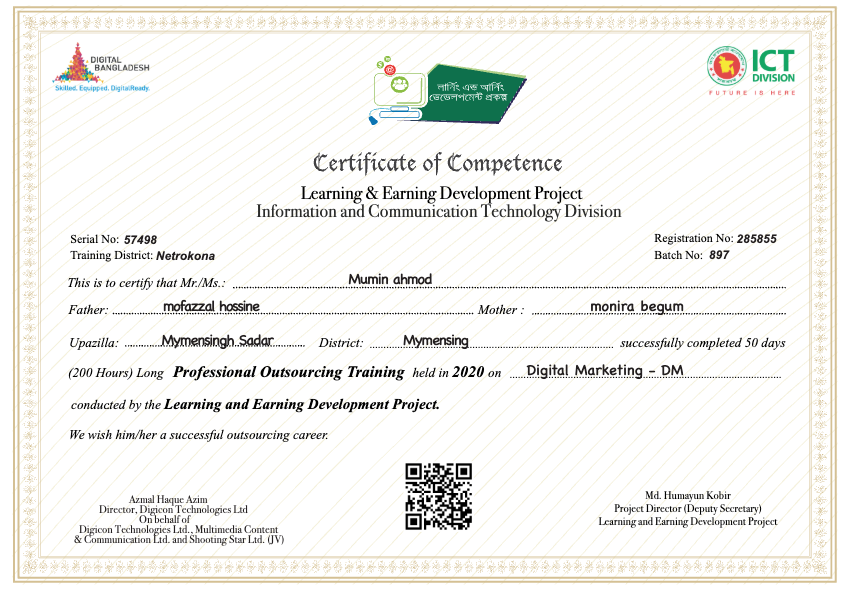 DIGITAL
BANGLADESH
Skilled. Equipped. DigitalReady.
লার্নিং এন্ড আর্নিং
ডেভেলপমেন্ট প্রকল্প
ICT
DIVISION
FUTURE IS HERE
Certificate of Competence
Learning & Earning Development Project
Information and Communication Technology Division
Serial No: 57498
Registration No: 285855
Training District: Netrokona
Batch No: 897
This is to certify that Mr./Ms.: Mumin ahmod
Father: mofazzal hossine Mother : monira begum
Upazilla: Mymensingh Sadar District: Mymensing successfully completed 50 days
(200 Hours) Long Professional Outsourcing Training held in 2020 on Digital Marketing - DM
conducted by the Learning and Earning Development Project.
We wish him/her a successful outsourcing career.
Azmal Haque Azim
Director, Digicon Technologies Ltd
On behalf of
Digicon Technologies Ltd., Multimedia Content
& Communication Ltd. and Shooting Star Ltd. (JV)
Md. Humayun Kobir
Project Director (Deputy Secretary)
Learning and Earning Development Project